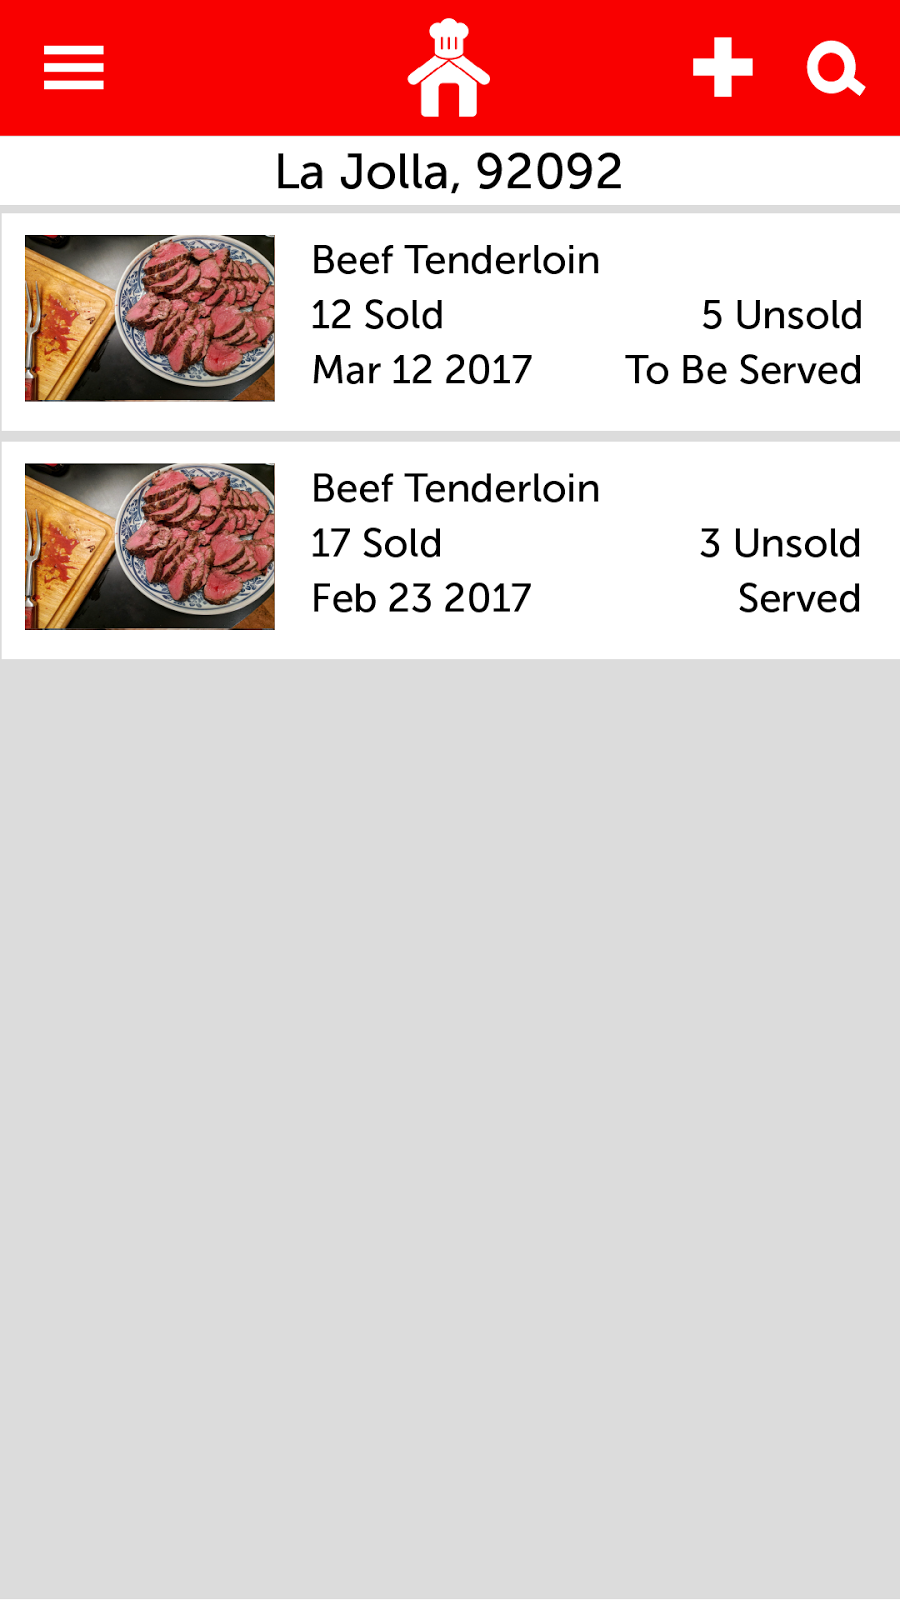 La Jolla, 92092
Beef Tenderloin
12 Sold 5 Unsold
Mar 12 2017 To Be Served
Beef Tenderloin
17 Sold 3 Unsold
Feb 23 2017 Served